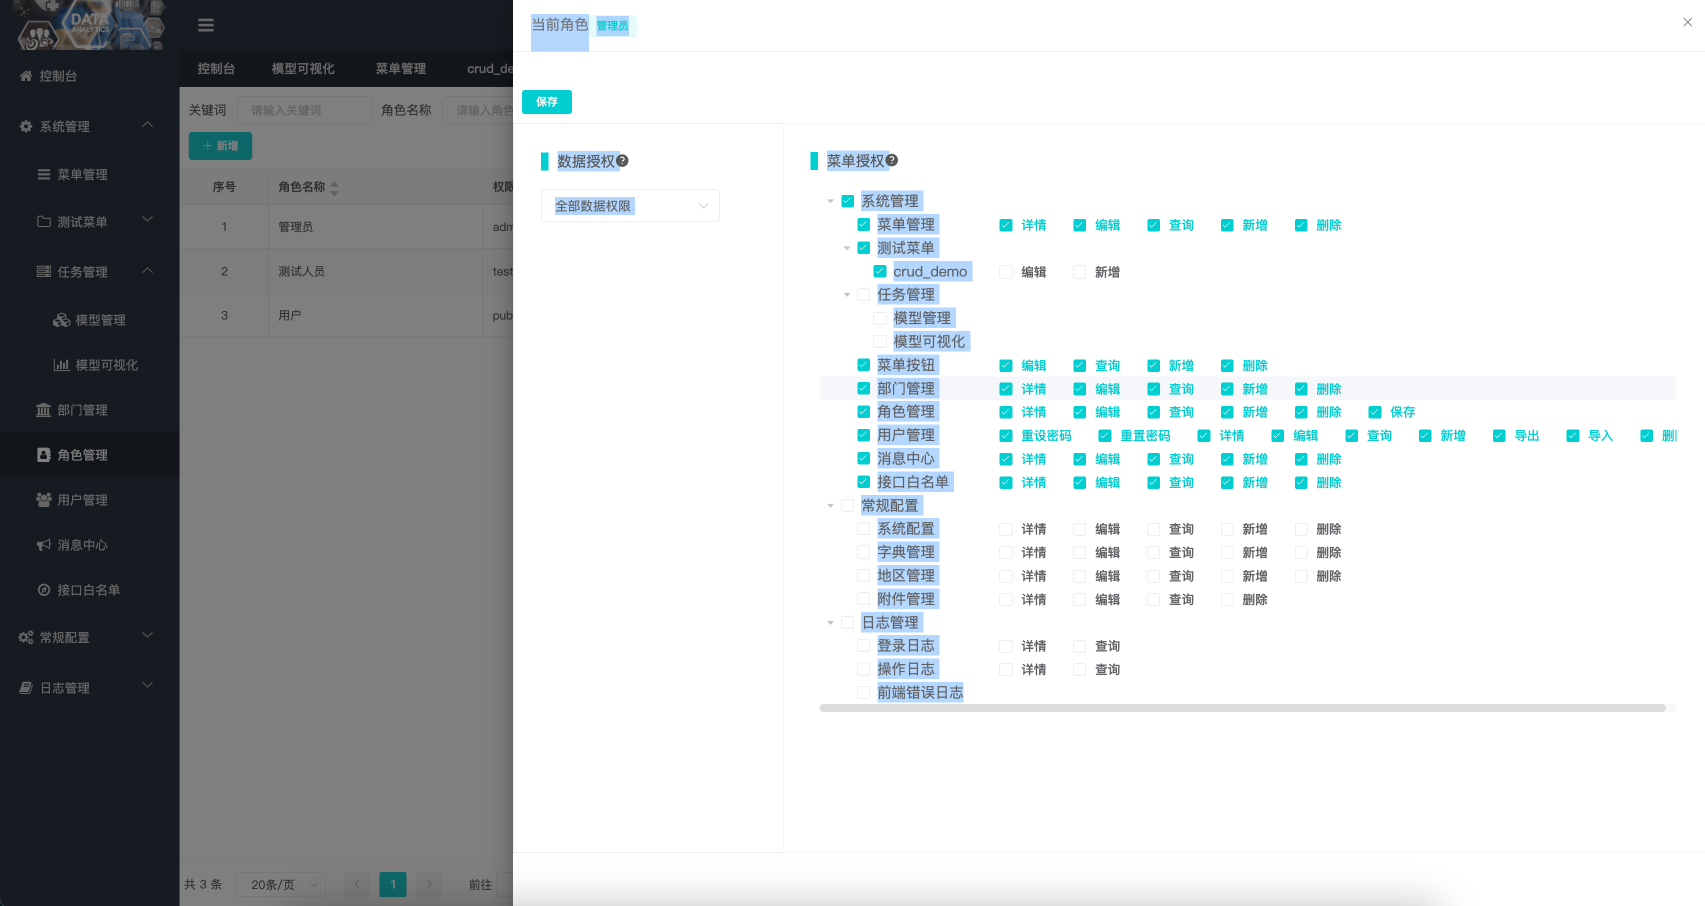 DATA
ANALYTICS
控制台
系统管理
菜单管理
测试菜单
任务管理
模型管理
模型可视化
部门管理
角色管理
用户管理
消息中心
接口白名单
常规配置
日志管理
控制台 模型可视化 菜单管理 crud_de
关键词 请输入关键词 角色名称 请输入角色
+ 新增
序号 角色名称 权限
1 管理员 adm
2 测试人员 test
3 用户 pub
共 3 条 20条/页 1 前往
当前角色 管理员
保存
数据授权
全部数据权限
菜单授权
系统管理
菜单管理 详情 编辑 查询 新增 删除
测试菜单
crud_demo 编辑 新增
任务管理
模型管理
模型可视化
菜单按钮 编辑 查询 新增 删除
部门管理 详情 编辑 查询 新增 删除
角色管理 详情 编辑 查询 新增 删除 保存
用户管理 重设密码 重置密码 详情 编辑 查询 新增 导出 导入 删
消息中心 详情 编辑 查询 新增 删除
接口白名单 详情 编辑 查询 新增 删除
常规配置
系统配置 详情 编辑 查询 新增 删除
字典管理 详情 编辑 查询 新增 删除
地区管理 详情 编辑 查询 新增 删除
附件管理 详情 编辑 查询 删除
日志管理
登录日志 详情 查询
操作日志 详情 查询
前端错误日志